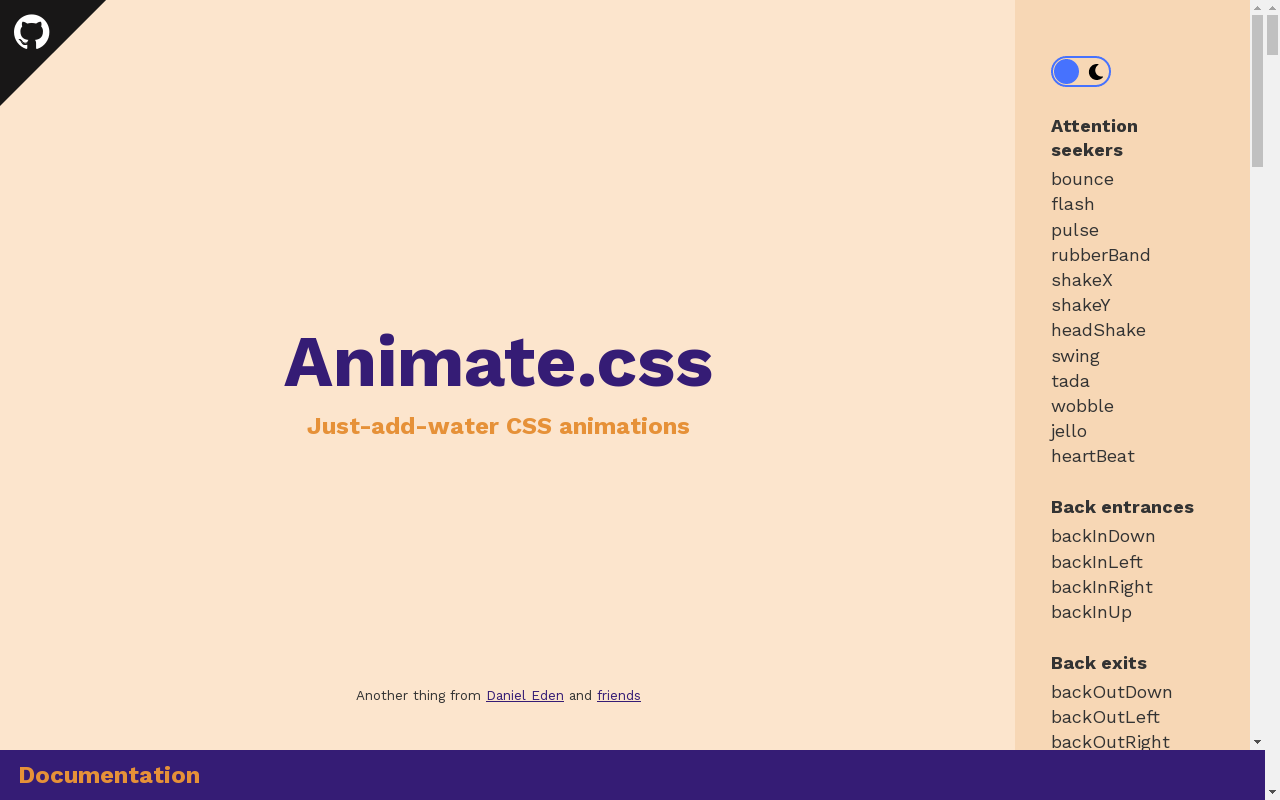 Animate.css
Just-add-water CSS animations
Another thing from Daniel Eden and friends
Attention
seekers
bounce
flash
pulse
rubberBand
shakeX
shakeY
headShake
swing
tada
wobble
jello
heartBeat
Back entrances
backInDown
backInLeft
backInRight
backInUp
Back exits
backOutDown
backOutLeft
backOutRight
Documentation